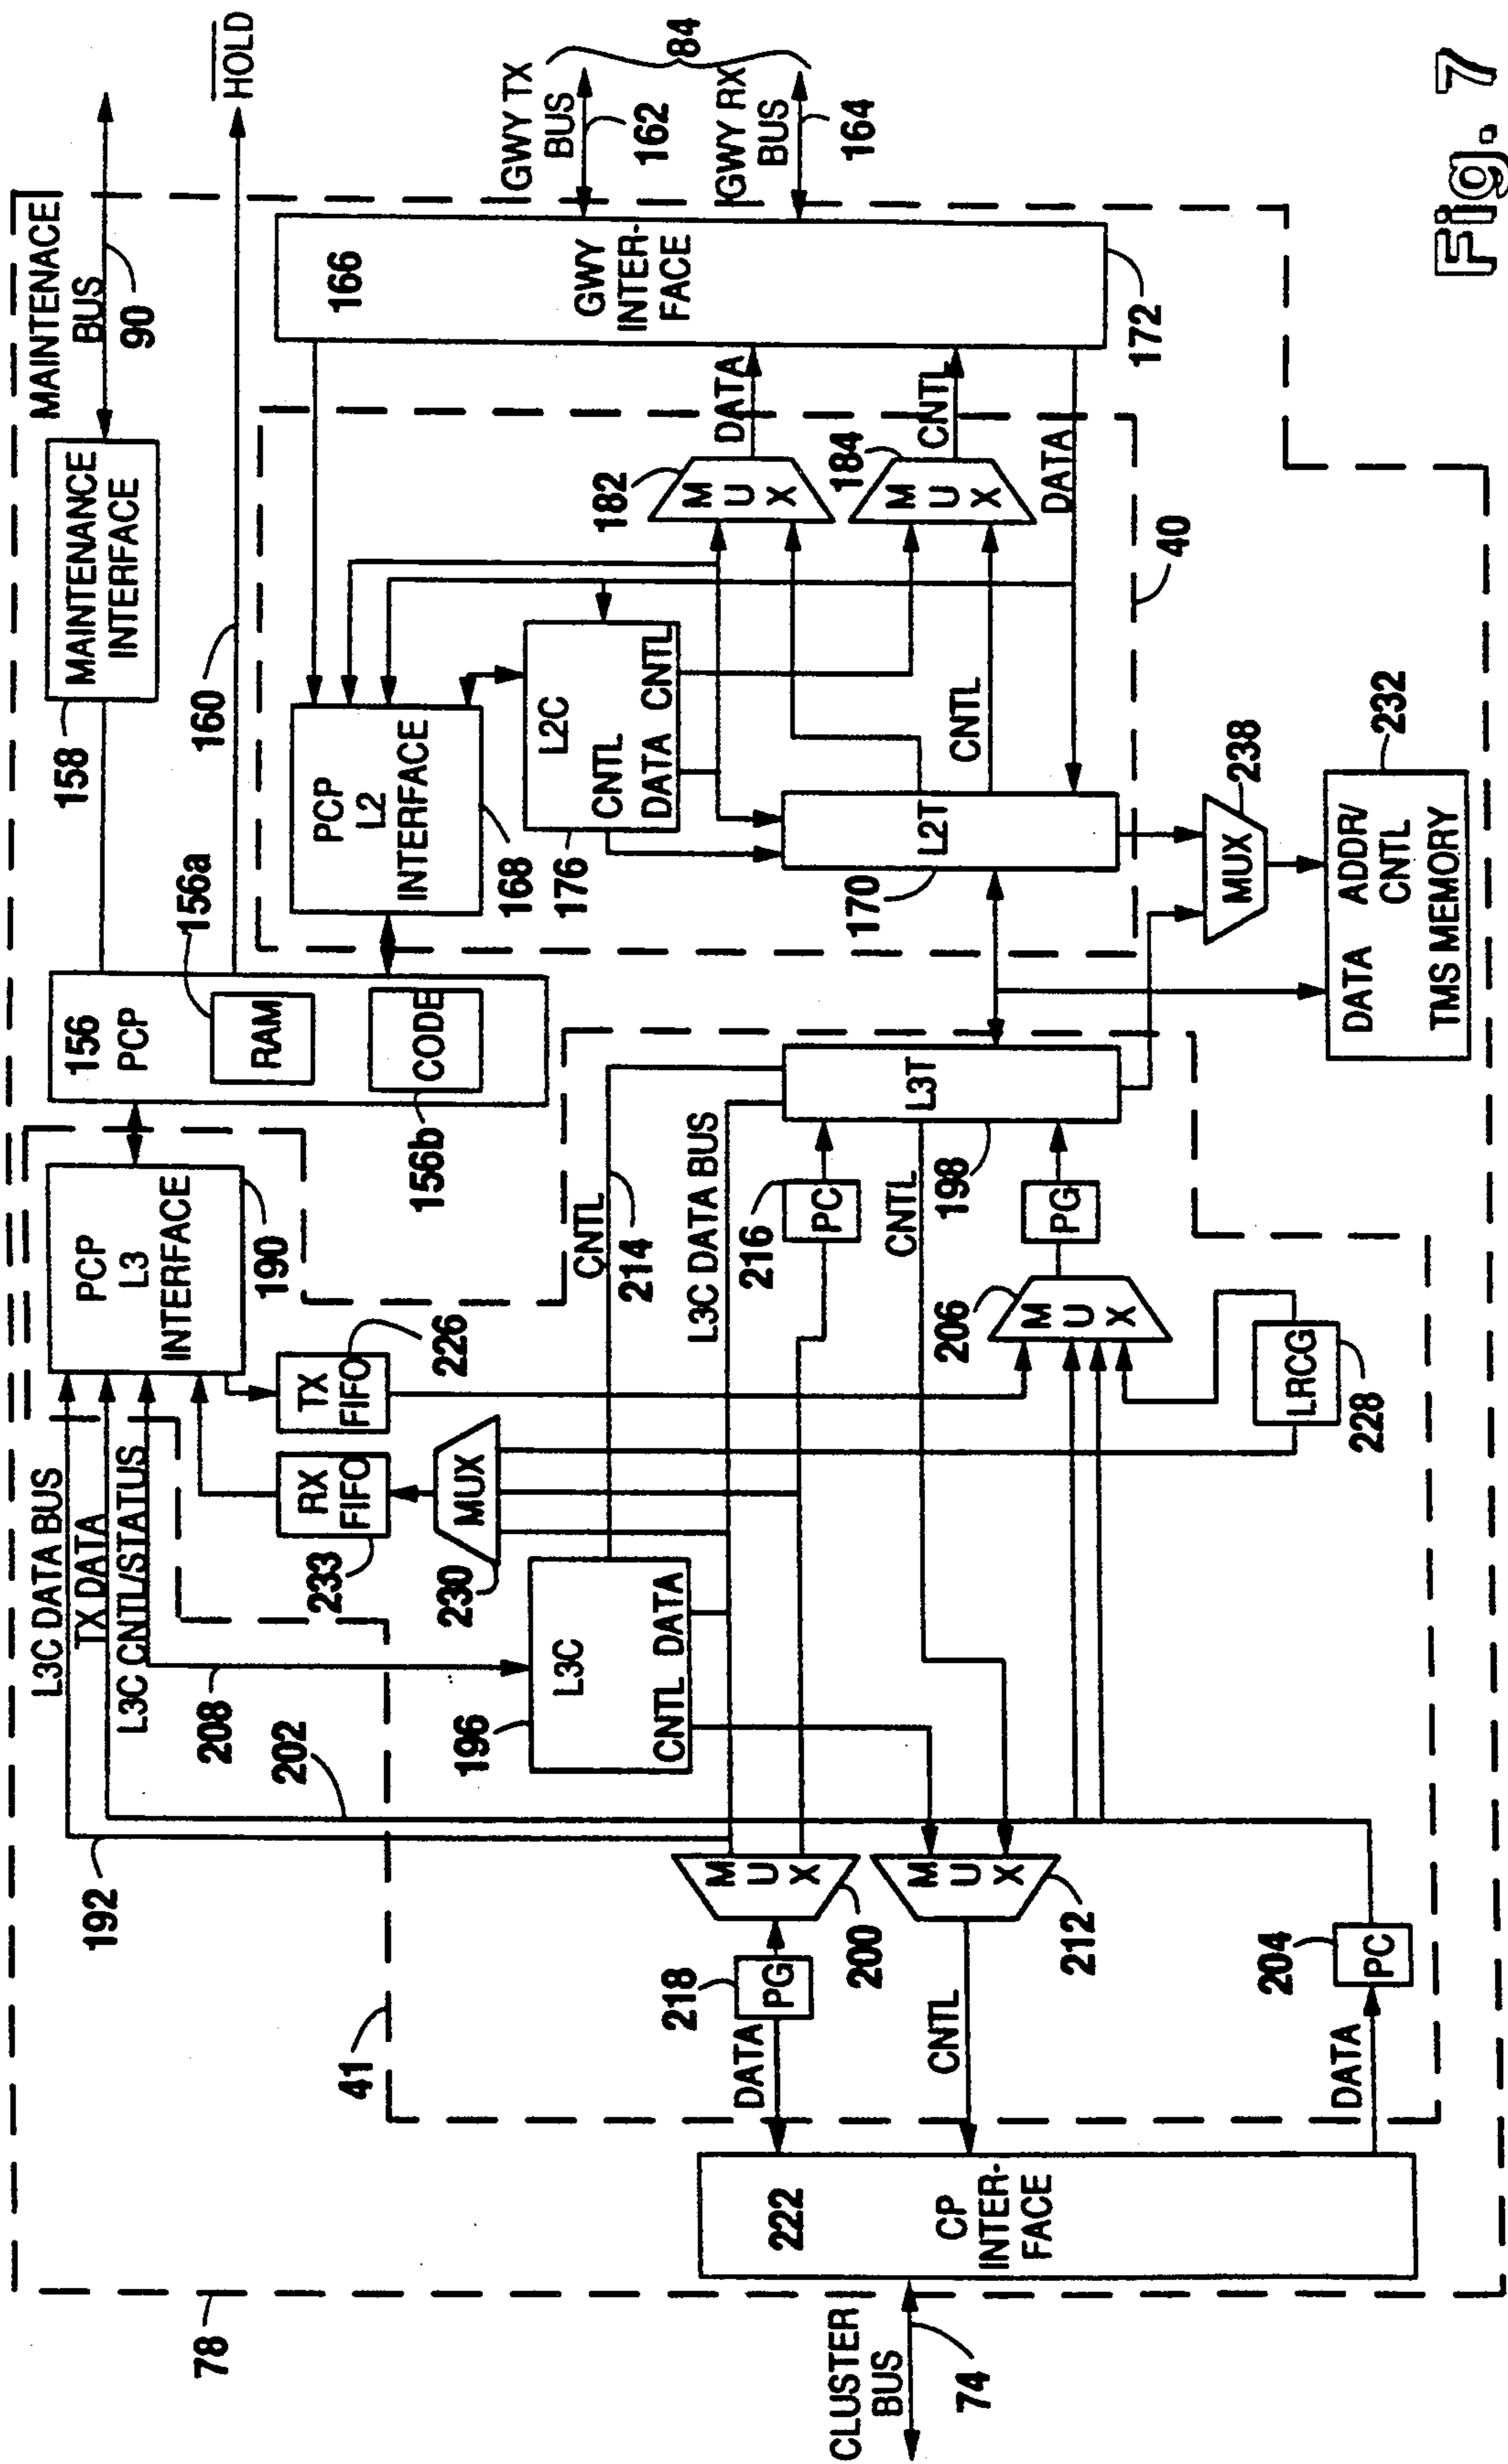 78
MAINTENACE
BUS
90
HOLD
MAINTENANCE
INTERFACE
158
160
156
PCP
RAM
156a
CODE
156b
PCP
L3
INTERFACE
190
L3C DATA BUS
TX DATA
L3C CNTL/STATUS
192
202
208
TX
FIFO
226
RX
FIFO
233
MUX
230
L3C
CNTL DATA
196
41
CNTL
214
L3C DATA BUS
PC
216
L3T
198
CNTL
PG
MUX
206
LRCG
228
MUX
200
PG
218
DATA
MUX
212
CNTL
PC
204
DATA
222
CP
INTER-
FACE
CLUSTER
BUS
74
PCP
L2
INTERFACE
168
L2C
CNTL
DATA CNTL
176
L2T
170
CNTL
MUX
182
DATA
MUX
184
CNTL
DATA
40
166
GWY
INTER-
FACE
172
GWY TX
BUS
162
GWY RX
BUS
164
84
MUX
238
DATA ADDR/
CNTL
TMS MEMORY
232
Fig. 7